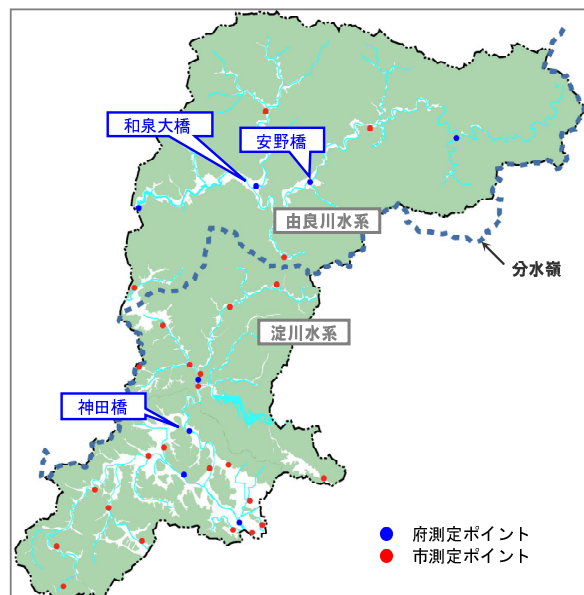 和泉大橋
安野橋
由良川水系
分水嶺
淀川水系
神田橋
府測定ポイント
市測定ポイント